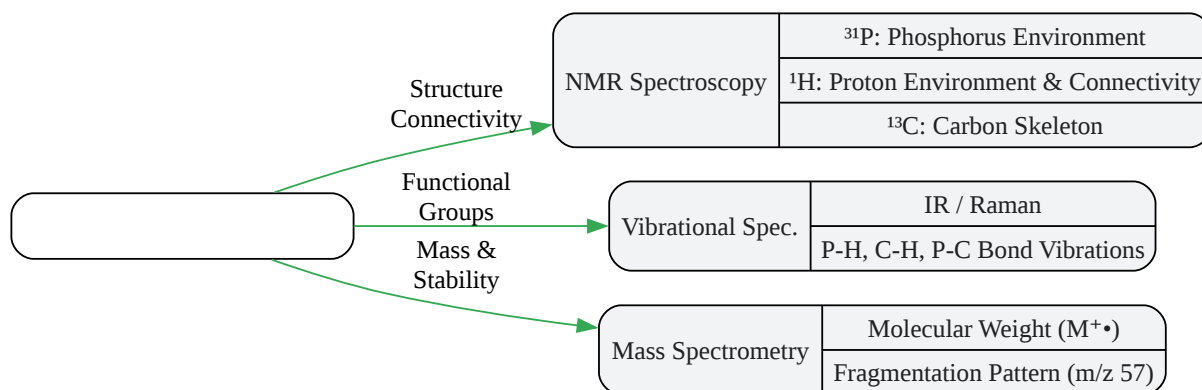 ³¹P: Phosphorus Environment
NMR Spectroscopy
¹H: Proton Environment & Connectivity
¹³C: Carbon Skeleton
Structure
Connectivity
Functional
Groups
Vibrational Spec.
IR / Raman
P-H, C-H, P-C Bond Vibrations
Mass &
Stability
Mass Spectrometry
Molecular Weight (M⁺•)
Fragmentation Pattern (m/z 57)